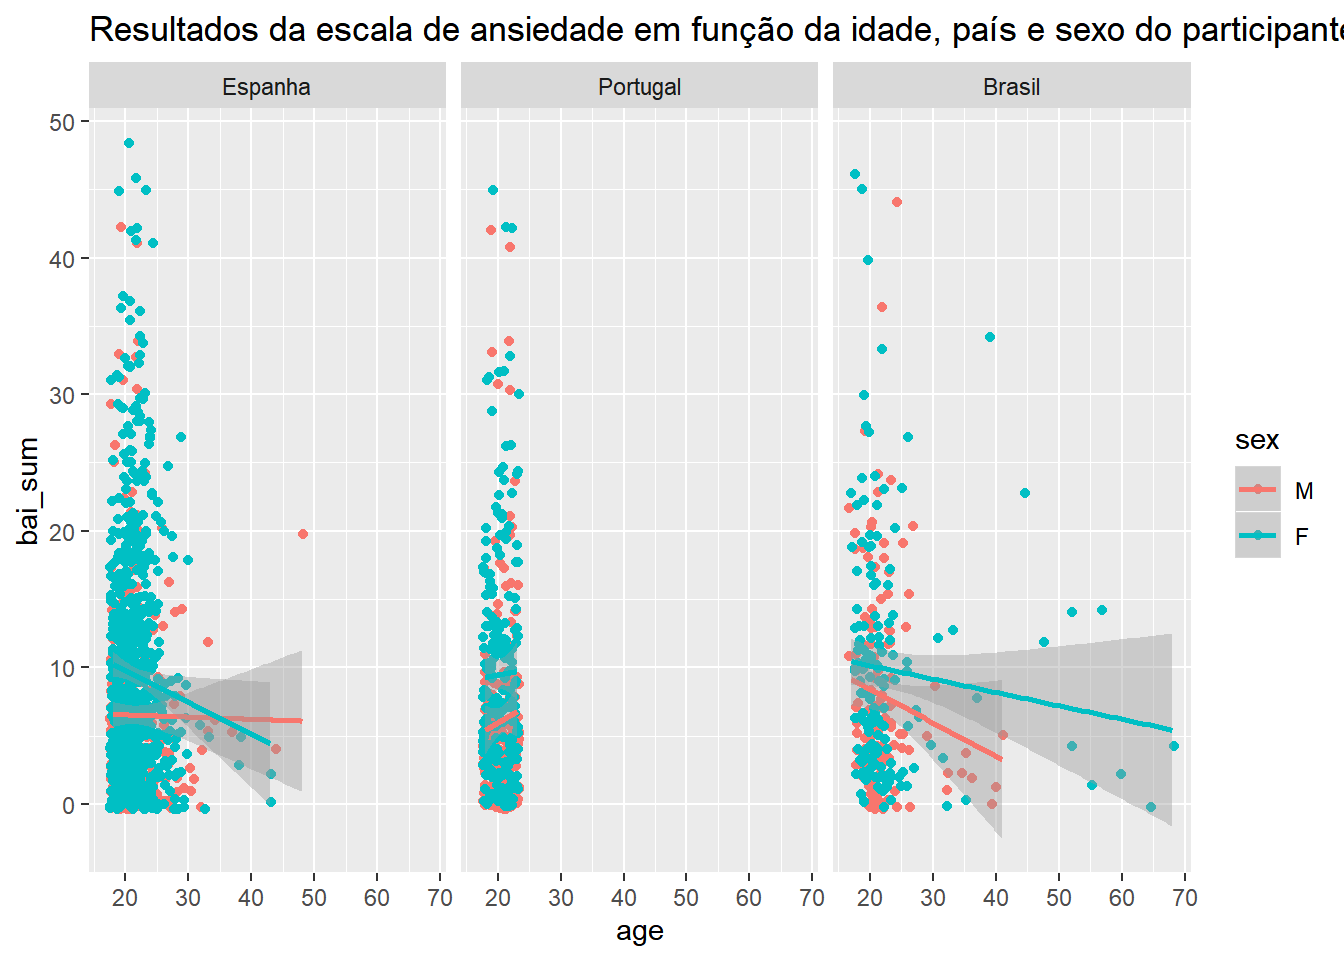 Resultados da escala de ansiedade em função da idade, país e sexo do participante
Espanha Portugal Brasil
50
40
30
20
10
0
bai_sum
20 30 40 50 60 70 20 30 40 50 60 70 20 30 40 50 60 70
age
sex
M
F